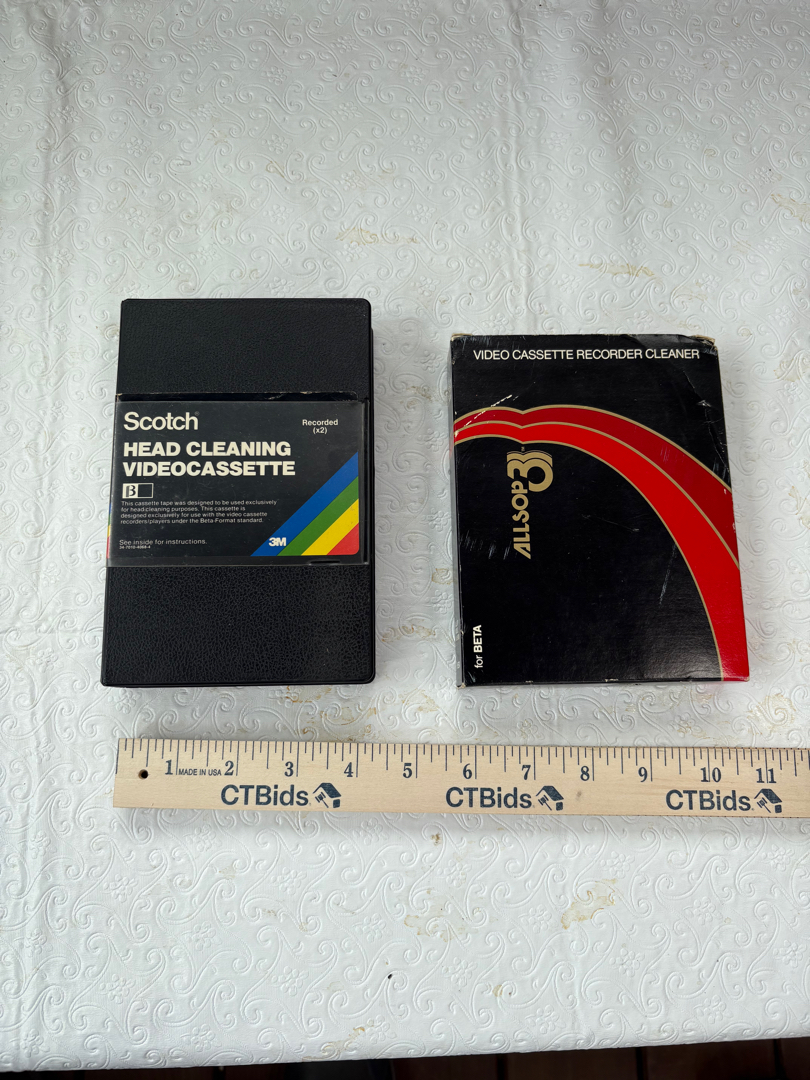 Scotch
Recorded
(x2)
HEAD CLEANING
VIDEOCASSETTE
B
This cassette tape was designed to be used exclusively
for head cleaning purposes. This cassette is
designed exclusively for use with the video cassette
recorders/players under the Beta-Format standard.
See inside for instructions.
3M
VIDEO CASSETTE RECORDER CLEANER
ALLSOP 3
for BETA
1 MADE IN USA 2 3 4 5 6 7 8 9 10 11
CTBids CTBids CTBids